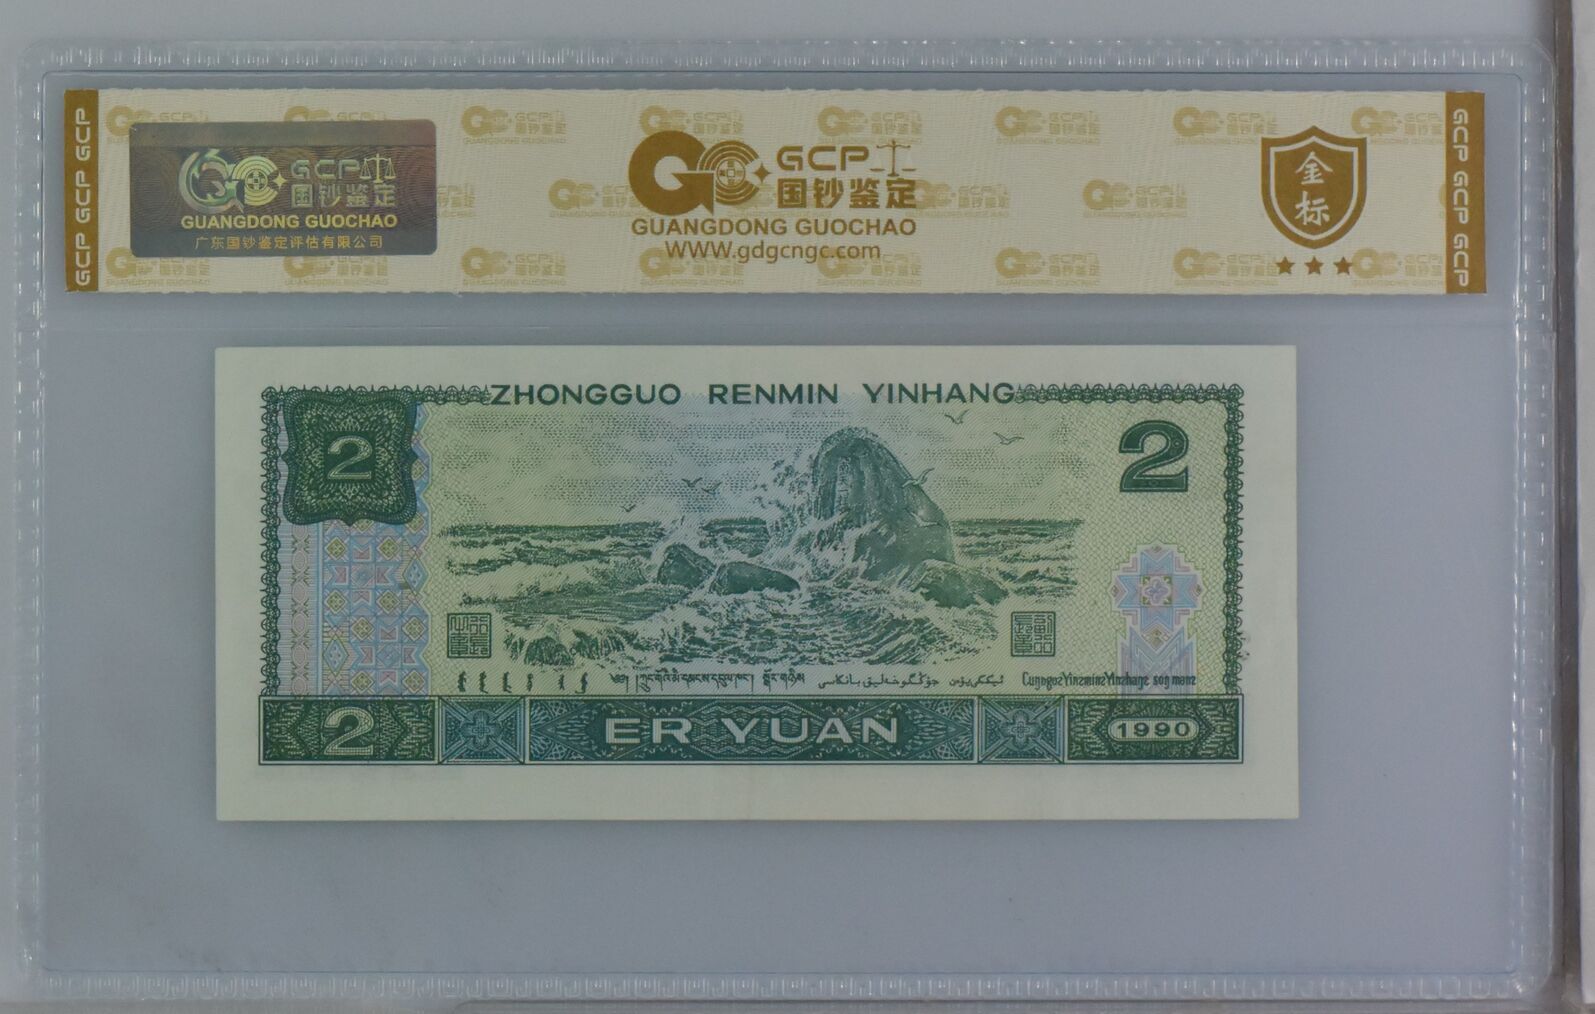 GCP GCP GCP
GCP
国钞鉴定
GUANGDONG GUOCHAO
广东国钞鉴定评估有限公司
GCP
国钞鉴定
GUANGDONG GUOCHAO
WWW.gdgcngc.com
金标
GCP GCP GCP
ZHONGGUO RENMIN YINHANG
2
2
2
ER YUAN
1990